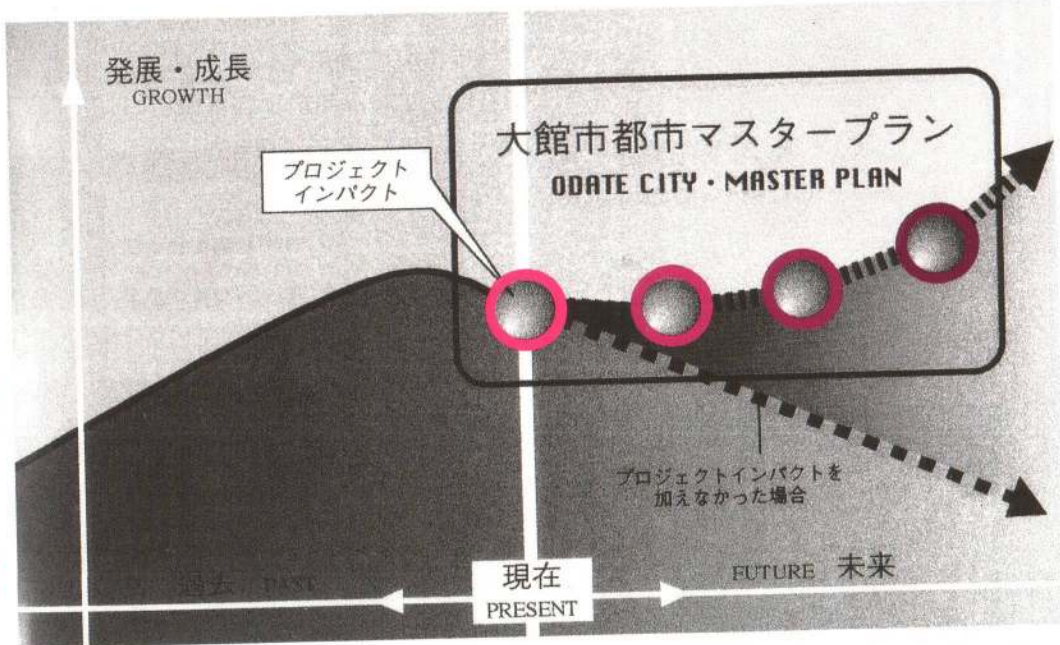 発展・成長
GROWTH
大館市都市マスタープラン
ODATE CITY・MASTER PLAN
プロジェクト
インパクト
プロジェクトインパクトを
加えなかった場合
過去 PAST
現在
PRESENT
FUTURE 未来